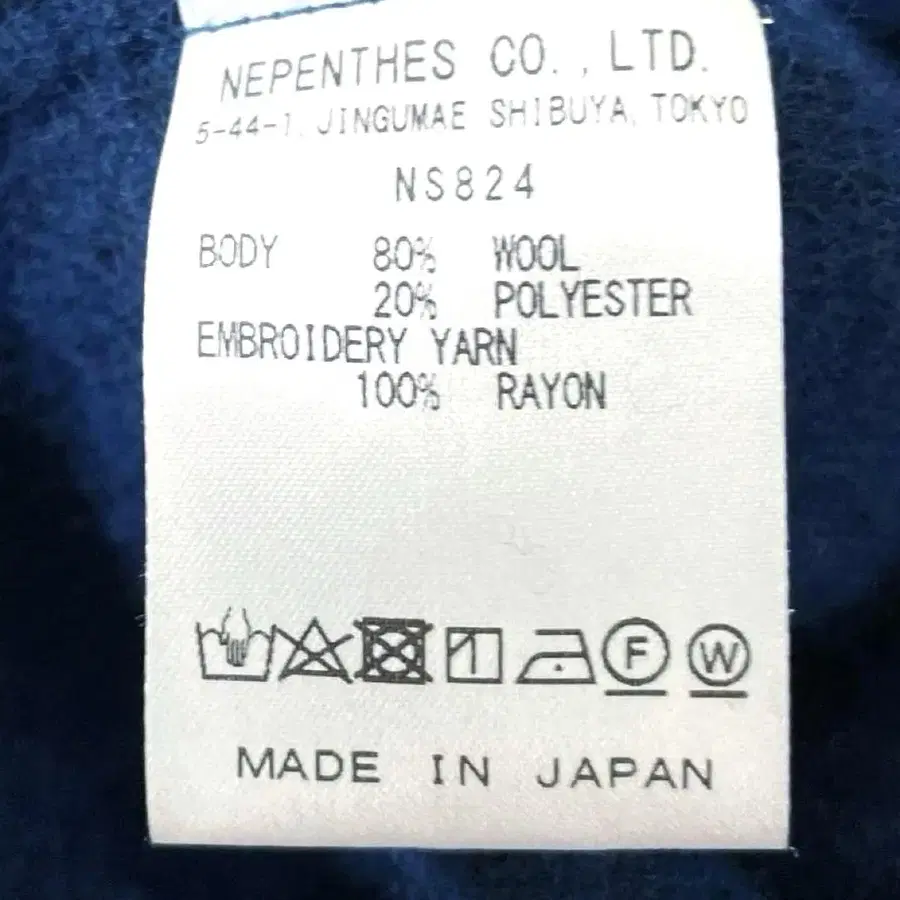 NEPENTHES CO., LTD.
5-44-1, JINGUMAE SHIBUYA, TOKYO
NS824
BODY 80% WOOL
20% POLYESTER
EMBROIDERY YARN
100% RAYON
F W
MADE IN JAPAN